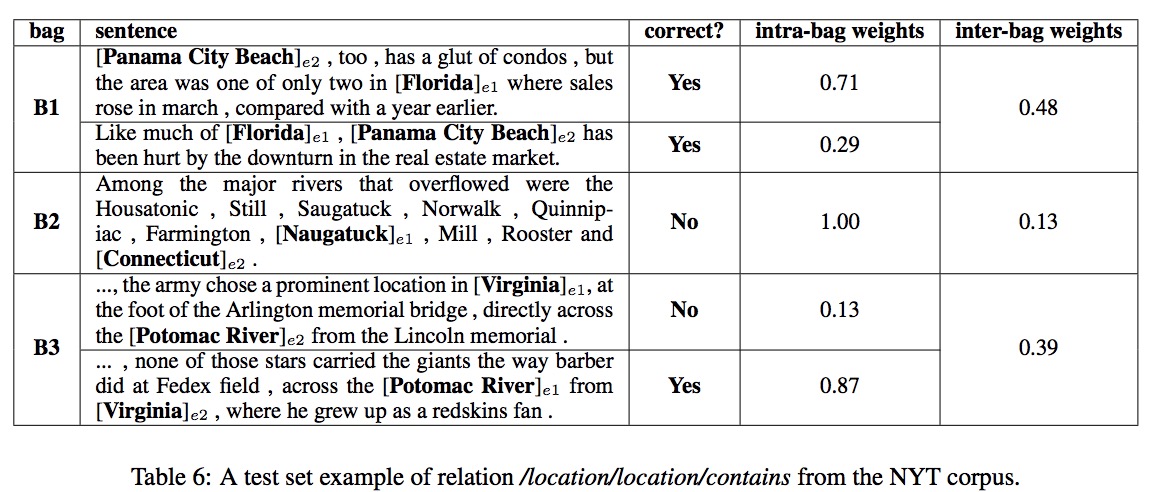 bag sentence correct? intra-bag weights inter-bag weights
[Panama City Beach]e2 , too , has a glut of condos , but
the area was one of only two in [Florida]e1 where sales
rose in march , compared with a year earlier.
Yes
0.71
B1
0.48
Like much of [Florida]e1 , [Panama City Beach]e2 has
been hurt by the downturn in the real estate market.
Yes
0.29
Among the major rivers that overflowed were the
Housatonic , Still , Saugatuck , Norwalk , Quinnip-
iac , Farmington , [Naugatuck]e1 , Mill , Rooster and
[Connecticut]e2 .
B2
No
1.00
0.13
..., the army chose a prominent location in [Virginia]e1, at
the foot of the Arlington memorial bridge , directly across
the [Potomac River]e2 from the Lincoln memorial .
No
0.13
B3
0.39
... , none of those stars carried the giants the way barber
did at Fedex field , across the [Potomac River]e1 from
[Virginia]e2 , where he grew up as a redskins fan .
Yes
0.87
Table 6: A test set example of relation /location/location/contains from the NYT corpus.